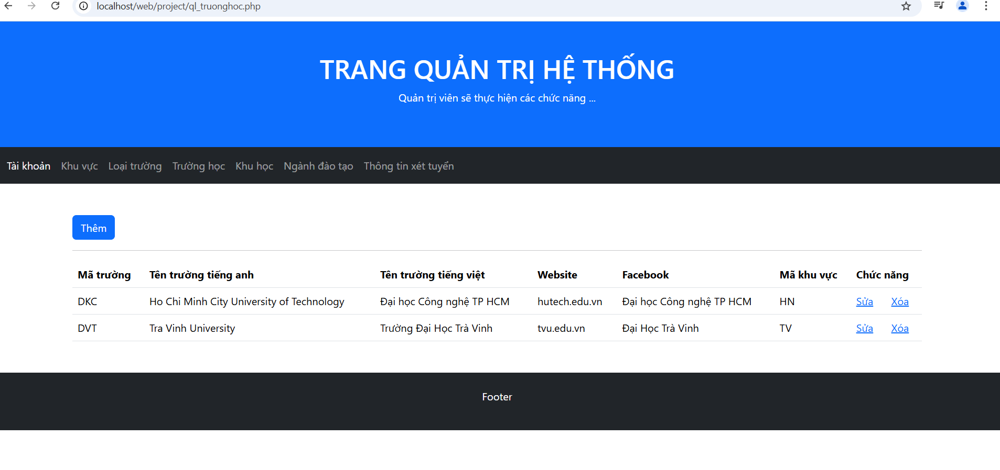 localhost/web/project/ql_truonghoc.php
TRANG QUẢN TRỊ HỆ THỐNG
Quản trị viên sẽ thực hiện các chức năng ...
Tài khoản Khu vực Loại trường Trường học Khu học Ngành đào tạo Thông tin xét tuyển
Thêm
Mã trường Tên trường tiếng anh Tên trường tiếng việt Website Facebook Mã khu vực Chức năng
DKC Ho Chi Minh City University of Technology Đại học Công nghệ TP HCM hutech.edu.vn Đại học Công nghệ TP HCM HN Sửa Xóa
DVT Tra Vinh University Trường Đại Học Trà Vinh tvu.edu.vn Đại Học Trà Vinh TV Sửa Xóa
Footer